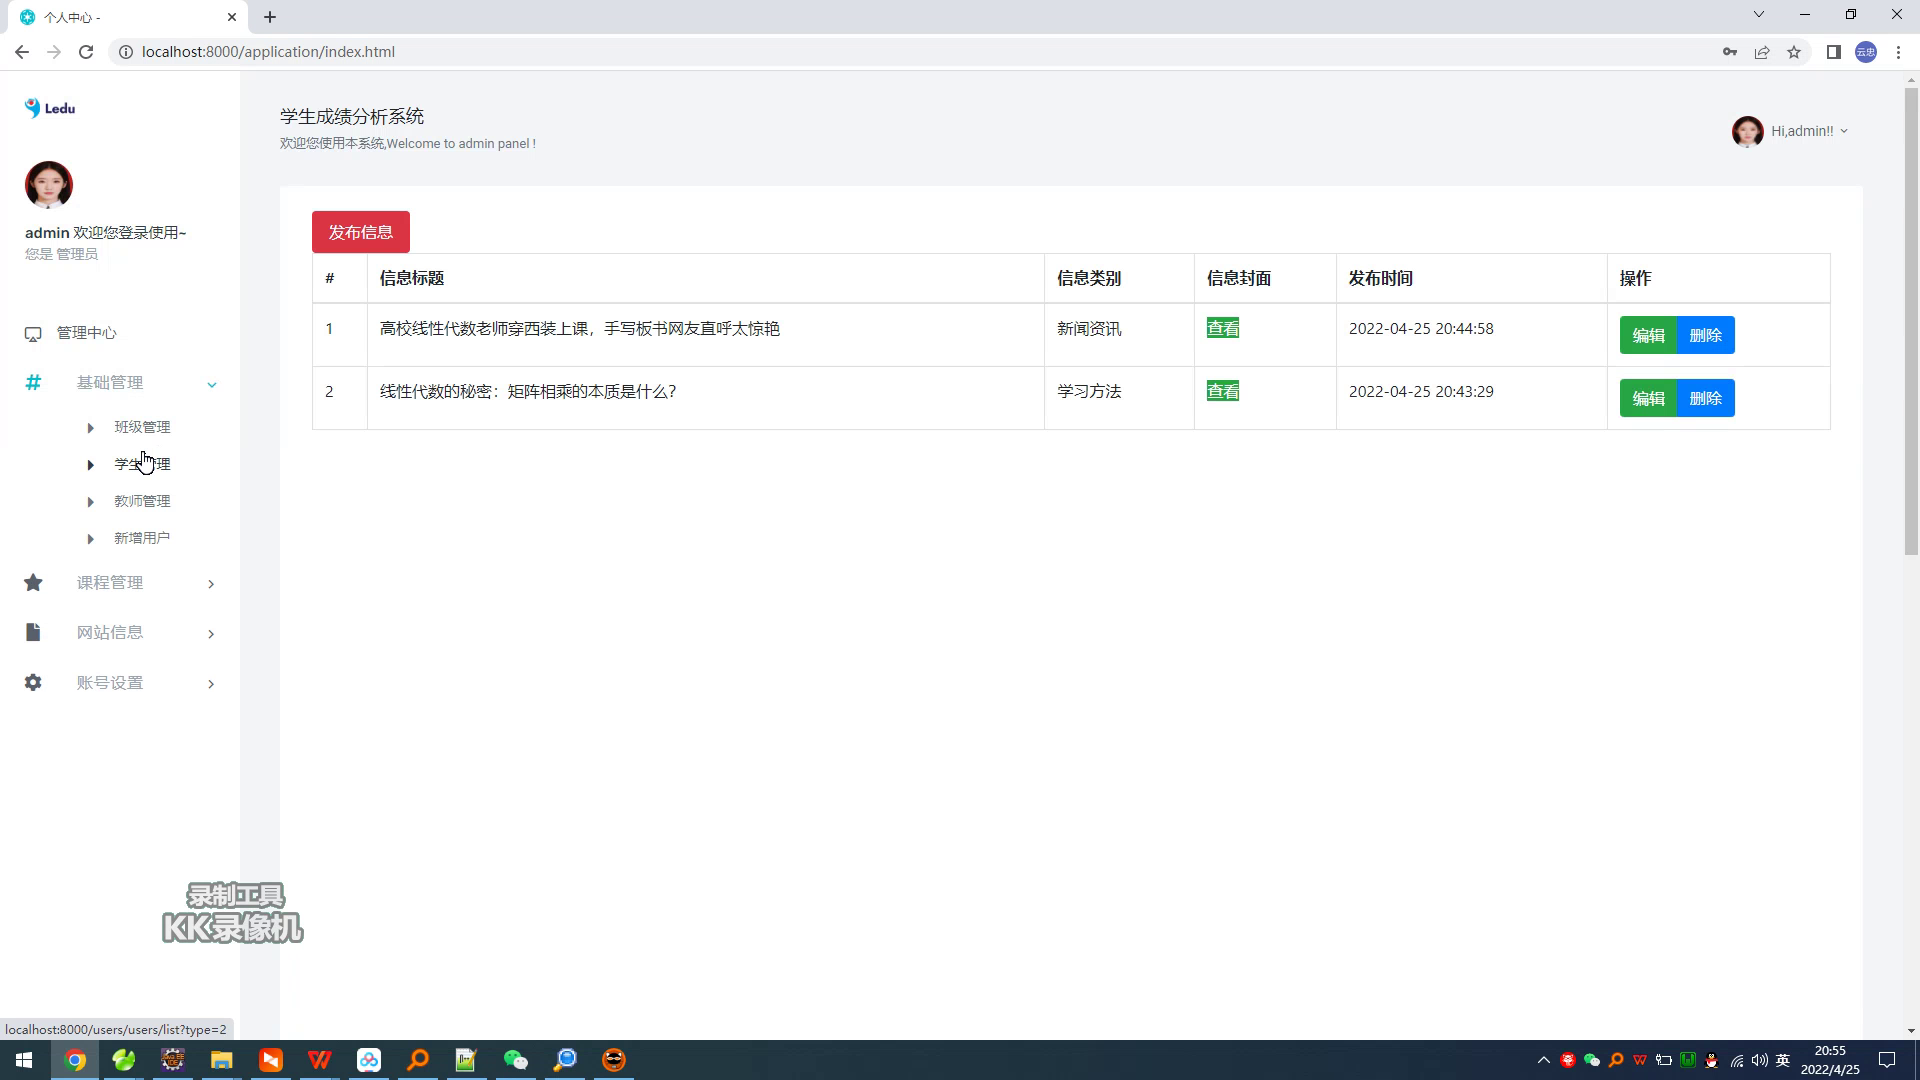 个人中心 -
localhost:8000/application/index.html
云忠
Ledu
学生成绩分析系统
欢迎您使用本系统,Welcome to admin panel !
Hi,admin!!
admin 欢迎您登录使用~
您是 管理员
管理中心
基础管理
班级管理
学生管理
教师管理
新增用户
课程管理
网站信息
账号设置
发布信息
# 信息标题 信息类别 信息封面 发布时间 操作
1 高校线性代数老师穿西装上课，手写板书网友直呼太惊艳 新闻资讯 查看 2022-04-25 20:44:58 编辑 删除
2 线性代数的秘密：矩阵相乘的本质是什么？ 学习方法 查看 2022-04-25 20:43:29 编辑 删除
录制工具
KK录像机
localhost:8000/users/users/list?type=2
英
20:55
2022/4/25